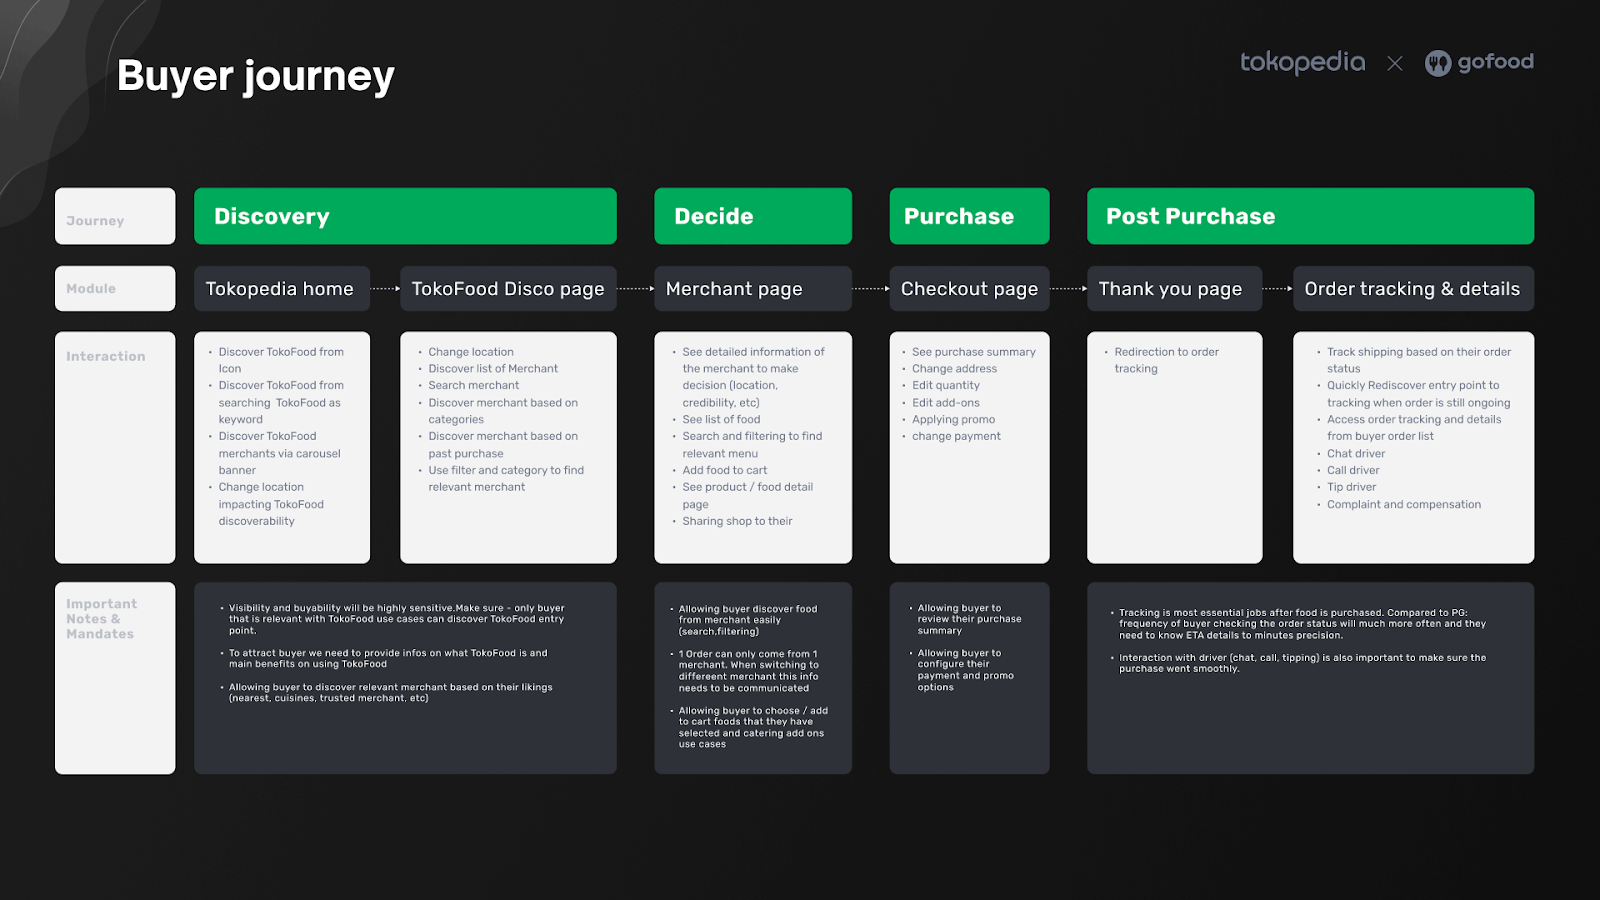 Buyer journey
tokopedia
gofood
Journey
Discovery
Decide
Purchase
Post Purchase
Module
Tokopedia home
TokoFood Disco page
Merchant page
Checkout page
Thank you page
Order tracking & details
Interaction
• Discover TokoFood from
Icon
• Discover TokoFood from
searching TokoFood as
keyword
• Discover TokoFood
merchants via carousel
banner
• Change location
impacting TokoFood
discoverability
• Change location
• Discover list of Merchant
• Search merchant
• Discover merchant based on
categories
• Discover merchant based on
past purchase
• Use filter and category to find
relevant merchant
• See detailed information of
the merchant to make
decision (location,
credibility, etc)
• See list of food
• Search and filtering to find
relevant menu
• Add food to cart
• See product / food detail
page
• Sharing shop to their
• See purchase summary
• Change address
• Edit quantity
• Edit add-ons
• Applying promo
• change payment
• Redirection to order
tracking
• Track shipping based on their order
status
• Quickly Rediscover entry point to
tracking when order is still ongoing
• Access order tracking and details
from buyer order list
• Chat driver
• Call driver
• Tip driver
• Complaint and compensation
Important
Notes &
Mandates
• Visibility and buyability will be highly sensitive.Make sure - only buyer
that is relevant with TokoFood use cases can discover TokoFood entry
point.
• To attract buyer we need to provide infos on what TokoFood is and
main benefits on using TokoFood
• Allowing buyer to discover relevant merchant based on their likings
(nearest, cuisines, trusted merchant, etc)
• Allowing buyer discover food
from merchant easily
(search,filtering)
• 1 Order can only come from 1
merchant. When switching to
differeent merchant this info
needs to be communicated
• Allowing buyer to choose / add
to cart foods that they have
selected and catering add ons
use cases
• Allowing buyer to
review their purchase
summary
• Allowing buyer to
configure their
payment and promo
options
• Tracking is most essential jobs after food is purchased. Compared to PG:
frequency of buyer checking the order status will much more often and they
need to know ETA details to minutes precision.
• Interaction with driver (chat, call, tipping) is also important to make sure the
purchase went smoothly.